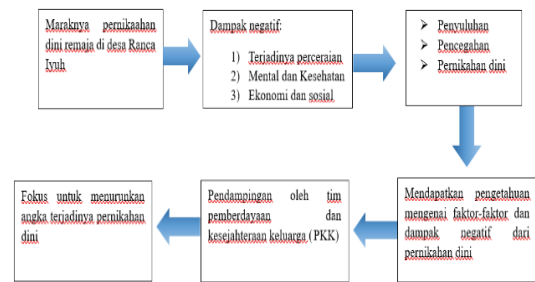 Maraknya pernikaahan
dini remaja di desa Ranca
Iyuh
Dampak negatif:
1) Terjadinya perceraian
2) Mental dan Kesehatan
3) Ekonomi dan sosial
➢ Penyuluhan
➢ Pencegahan
➢ Pernikahan dini
Mendapatkan pengetahuan
mengenai faktor-faktor dan
dampak negatif dari
pernikahan dini
Pendampingan oleh tim
pemberdayaan dan
kesejahteraan keluarga (PKK)
Fokus untuk menurunkan
angka terjadinya pernikahan
dini